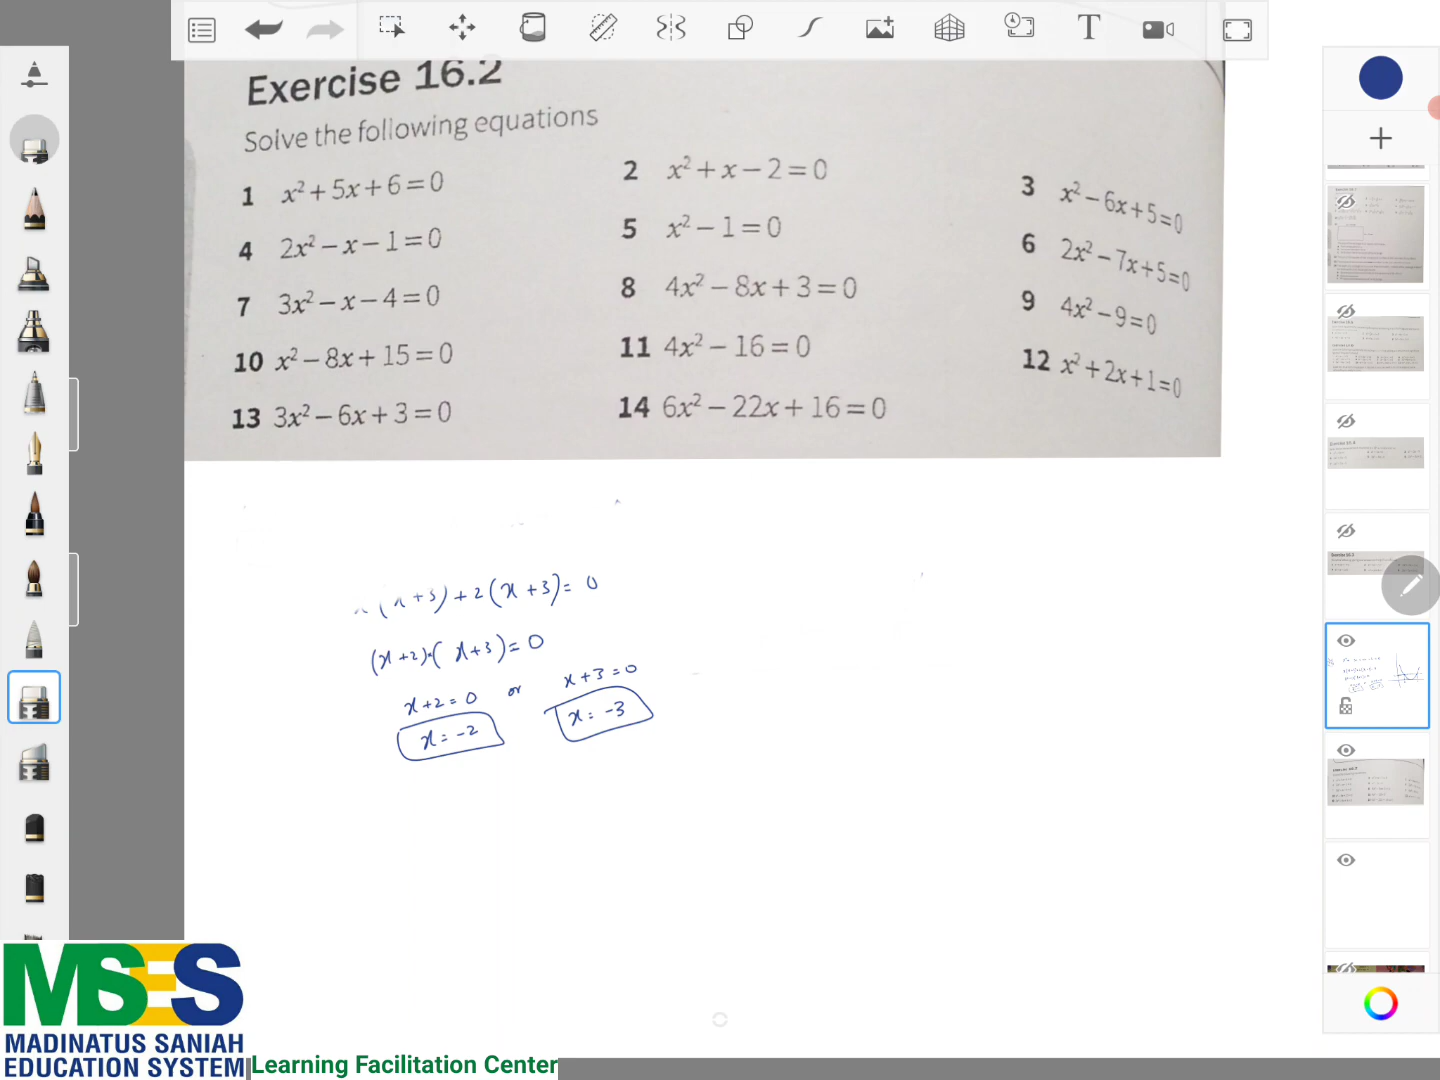 T
Exercise 16.2
Solve the following equations
1 x² + 5x + 6 = 0
2 x² + x − 2 = 0
3 x² − 6x + 5 = 0
4 2x² − x − 1 = 0
5 x² − 1 = 0
6 2x² − 7x + 5 = 0
7 3x² − x − 4 = 0
8 4x² − 8x + 3 = 0
9 4x² − 9 = 0
10 x² − 8x + 15 = 0
11 4x² − 16 = 0
12 x² + 2x + 1 = 0
13 3x² − 6x + 3 = 0
14 6x² − 22x + 16 = 0
(x + 3) + 2(x + 3) = 0
(x + 2)·(x + 3) = 0
x + 2 = 0 or x + 3 = 0
x = −2
x = −3
MSES
MADINATUS SANIAH
EDUCATION SYSTEM
Learning Facilitation Center